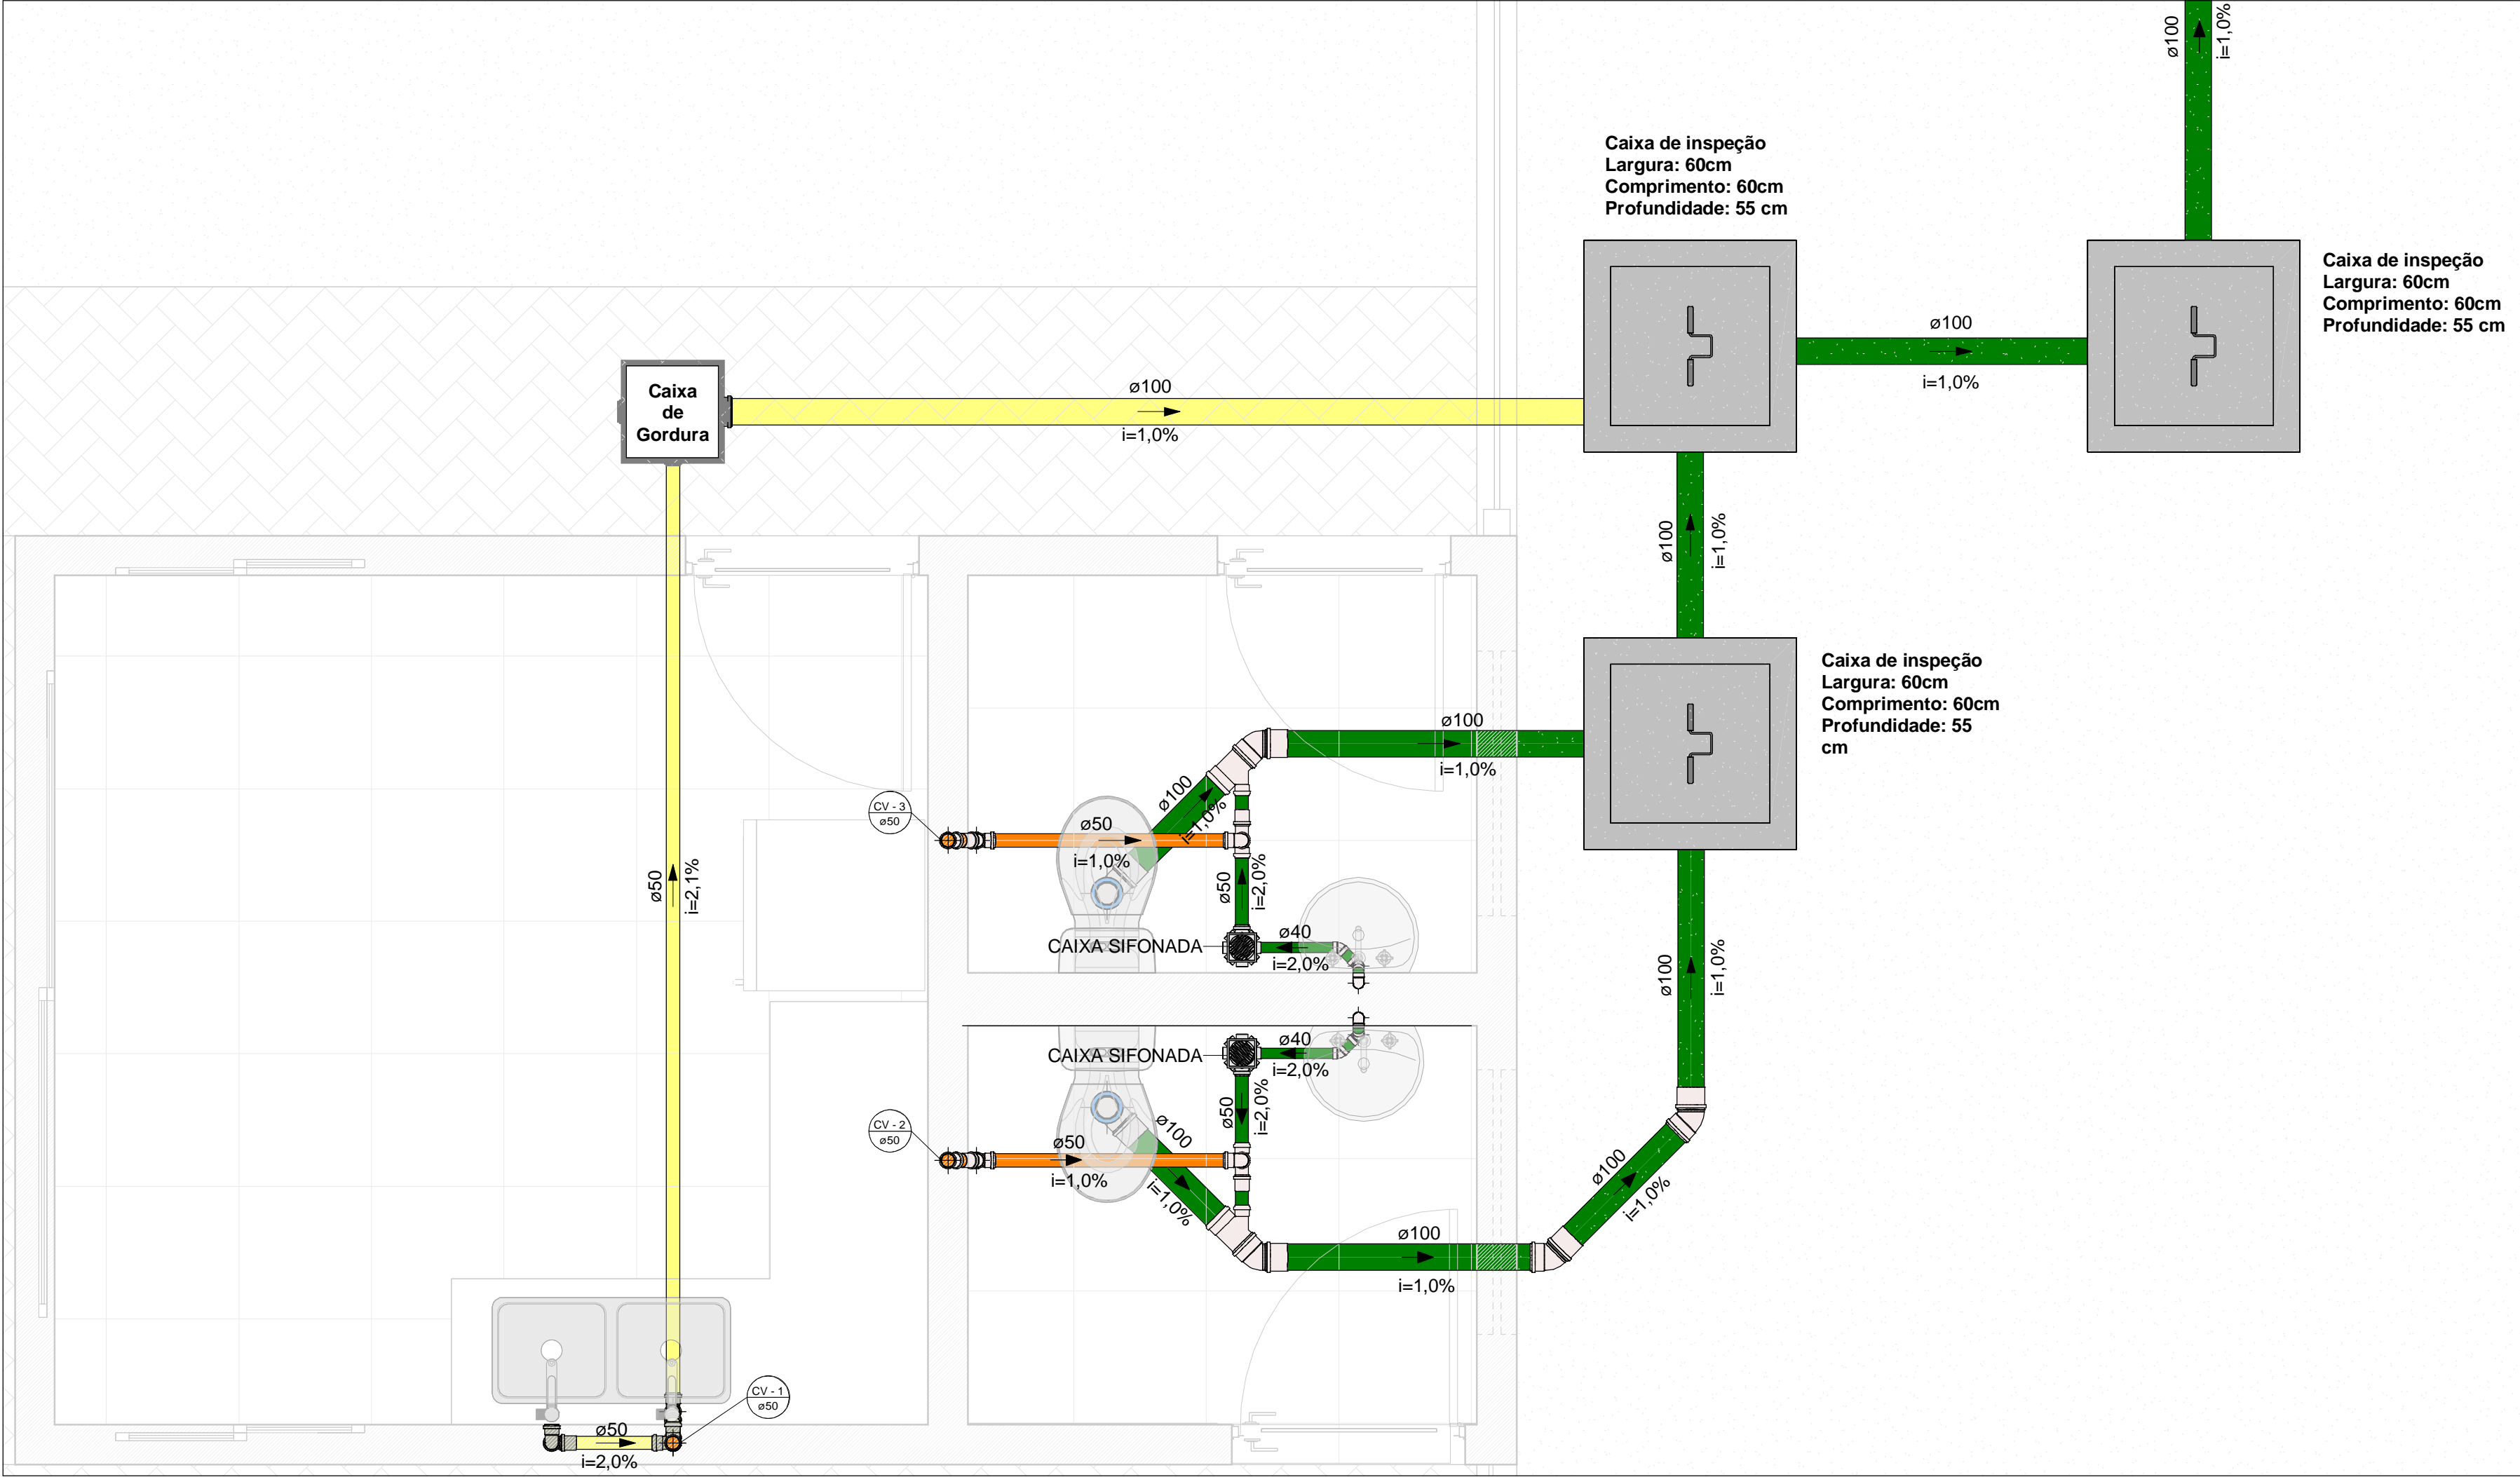 ø100
i=1,0%
Caixa de inspeção
Largura: 60cm
Comprimento: 60cm
Profundidade: 55 cm
Caixa de inspeção
Largura: 60cm
Comprimento: 60cm
Profundidade: 55 cm
ø100
i=1,0%
Caixa
de
Gordura
ø100
i=1,0%
ø100
i=1,0%
Caixa de inspeção
Largura: 60cm
Comprimento: 60cm
Profundidade: 55
cm
ø100
i=1,0%
ø100
i=1,0%
CV - 3
ø50
ø50
i=1,0%
ø50
i=2,1%
ø50
i=2,0%
CAIXA SIFONADA
ø40
i=2,0%
ø100
i=1,0%
CAIXA SIFONADA
ø40
i=2,0%
ø50
i=2,0%
CV - 2
ø50
ø50
i=1,0%
ø100
i=1,0%
ø100
i=1,0%
ø100
i=1,0%
CV - 1
ø50
ø50
i=2,0%